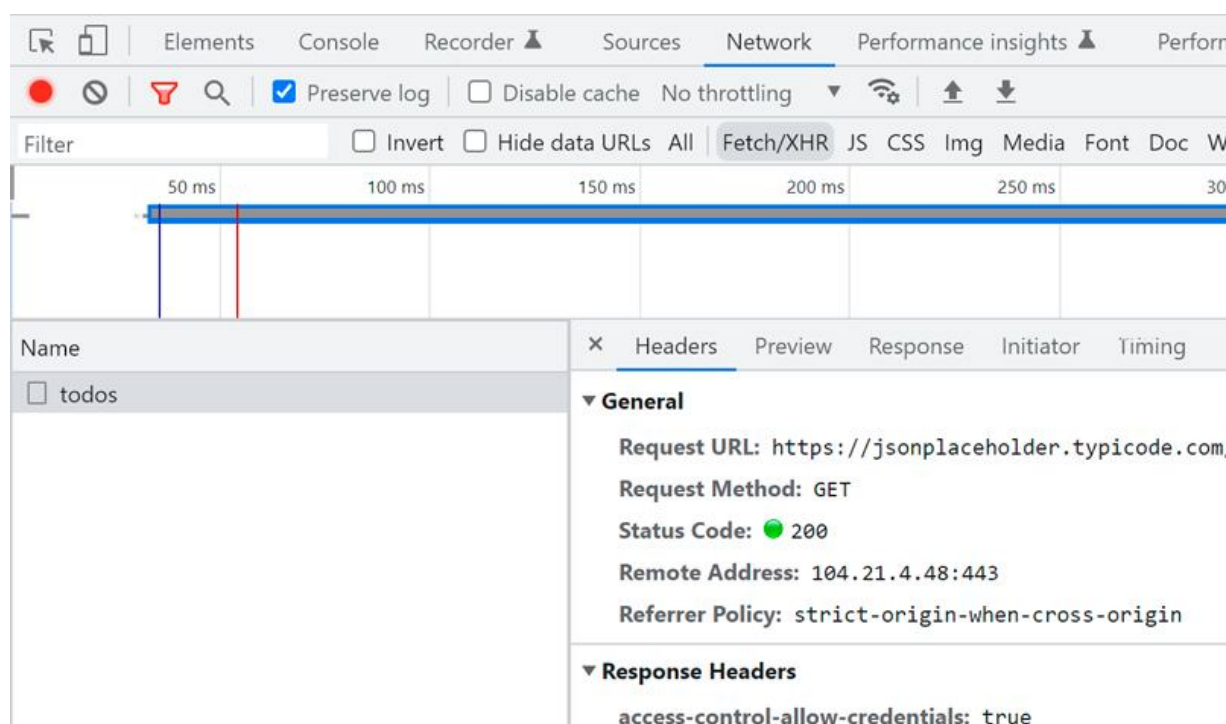 Elements Console Recorder Sources Network Performance insights Perforn
Preserve log Disable cache No throttling
Filter Invert Hide data URLs All Fetch/XHR JS CSS Img Media Font Doc W
50 ms 100 ms 150 ms 200 ms 250 ms 30
Name
× Headers Preview Response Initiator Timing
todos
General
Request URL: https://jsonplaceholder.typicode.com/
Request Method: GET
Status Code: 200
Remote Address: 104.21.4.48:443
Referrer Policy: strict-origin-when-cross-origin
Response Headers
access-control-allow-credentials: true